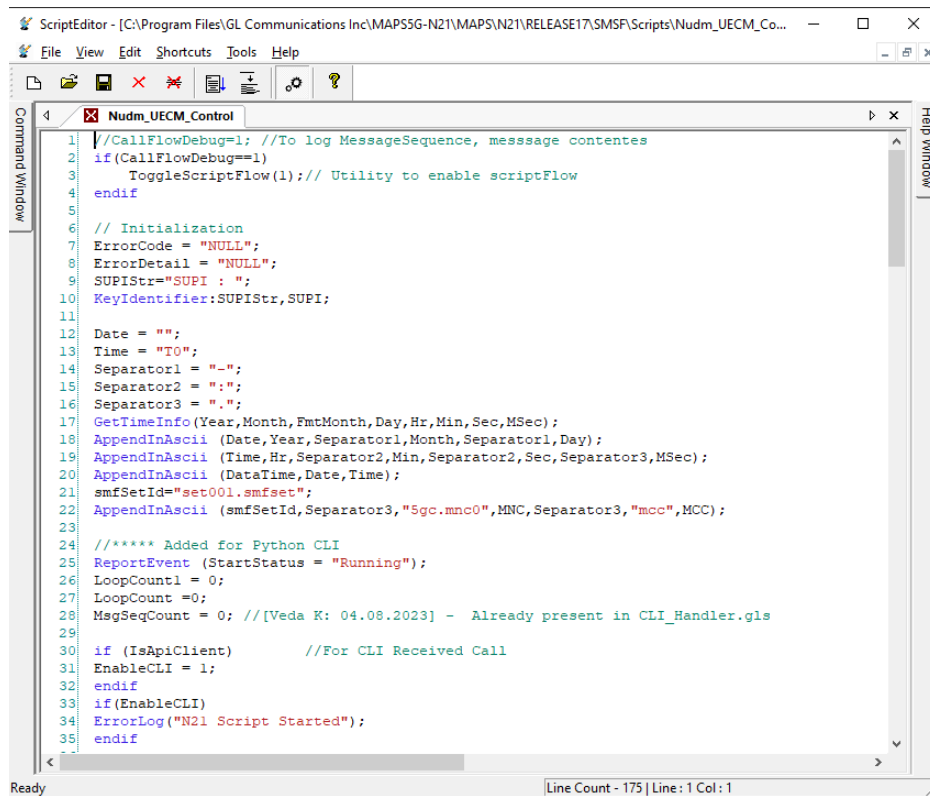 ScriptEditor - [C:\Program Files\GL Communications Inc\MAPS5G-N21\MAPS\N21\RELEASE17\SMSF\Scripts\Nudm_UECM_Co...
File View Edit Shortcuts Tools Help
Command Window
Nudm_UECM_Control
Help Window
1 //CallFlowDebug=1; //To log MessageSequence, messsage contentes
2 if(CallFlowDebug==1)
3 ToggleScriptFlow(1);// Utility to enable scriptFlow
4 endif
5
6 // Initialization
7 ErrorCode = "NULL";
8 ErrorDetail = "NULL";
9 SUPIStr="SUPI : ";
10 KeyIdentifier:SUPIStr,SUPI;
11
12 Date = "";
13 Time = "T0";
14 Separator1 = "-";
15 Separator2 = ":";
16 Separator3 = ".";
17 GetTimeInfo(Year,Month,FmtMonth,Day,Hr,Min,Sec,MSec);
18 AppendInAscii (Date,Year,Separator1,Month,Separator1,Day);
19 AppendInAscii (Time,Hr,Separator2,Min,Separator2,Sec,Separator3,MSec);
20 AppendInAscii (DataTime,Date,Time);
21 smfSetId="set001.smfset";
22 AppendInAscii (smfSetId,Separator3,"5gc.mnc0",MNC,Separator3,"mcc",MCC);
23
24 //***** Added for Python CLI
25 ReportEvent (StartStatus = "Running");
26 LoopCount1 = 0;
27 LoopCount =0;
28 MsgSeqCount = 0; //[Veda K: 04.08.2023] - Already present in CLI_Handler.gls
29
30 if (IsApiClient) //For CLI Received Call
31 EnableCLI = 1;
32 endif
33 if(EnableCLI)
34 ErrorLog("N21 Script Started");
35 endif
Ready
Line Count - 175 | Line : 1 Col : 1